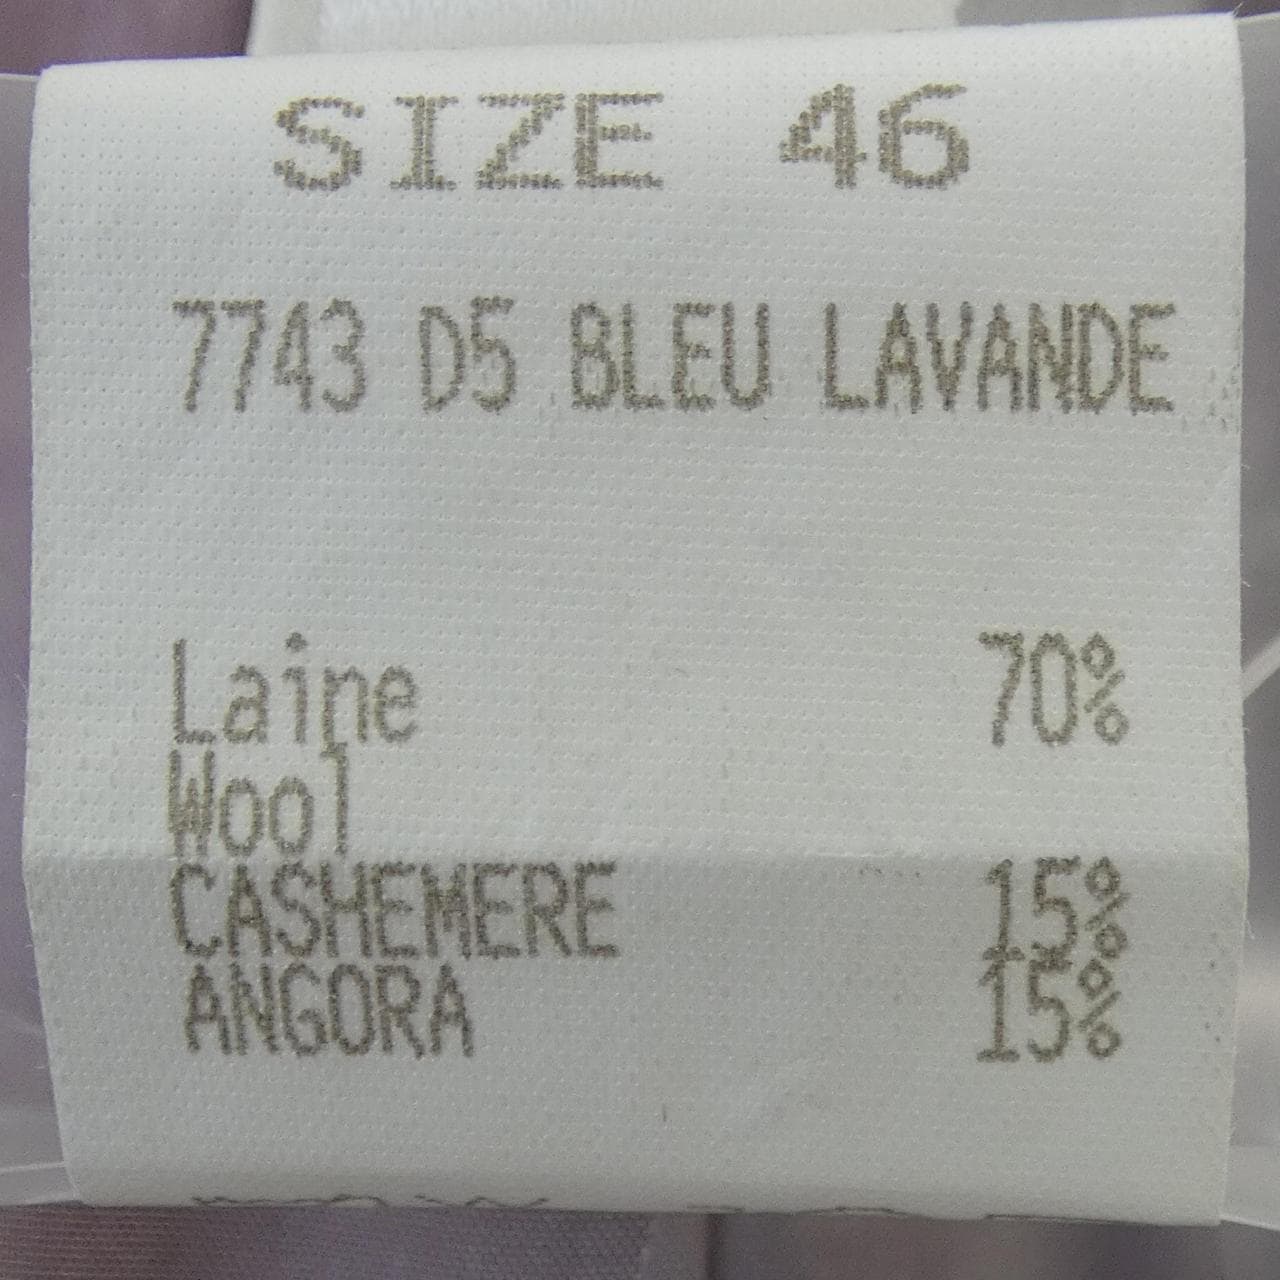 SIZE 46
7743 D5 BLEU LAVANDE
Laine 70%
Wool
CASHEMERE 15%
ANGORA 15%